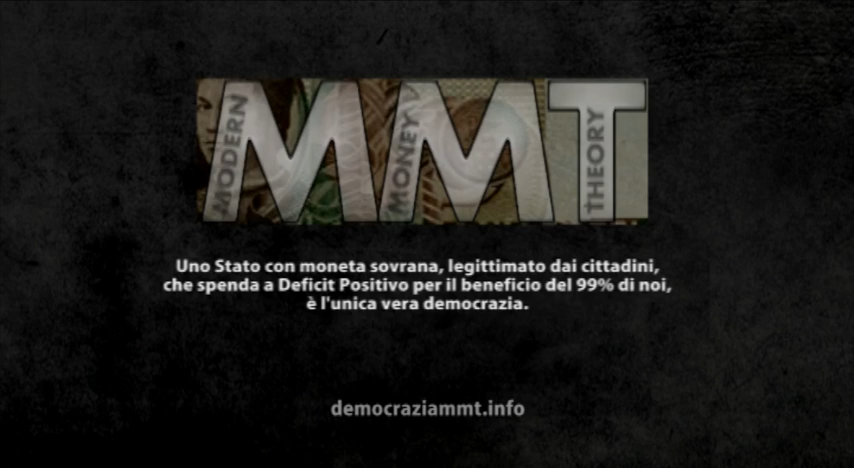 MMT
MODERN
MONEY
THEORY
Uno Stato con moneta sovrana, legittimato dai cittadini,
che spenda a Deficit Positivo per il beneficio del 99% di noi,
è l'unica vera democrazia.
democraziammt.info